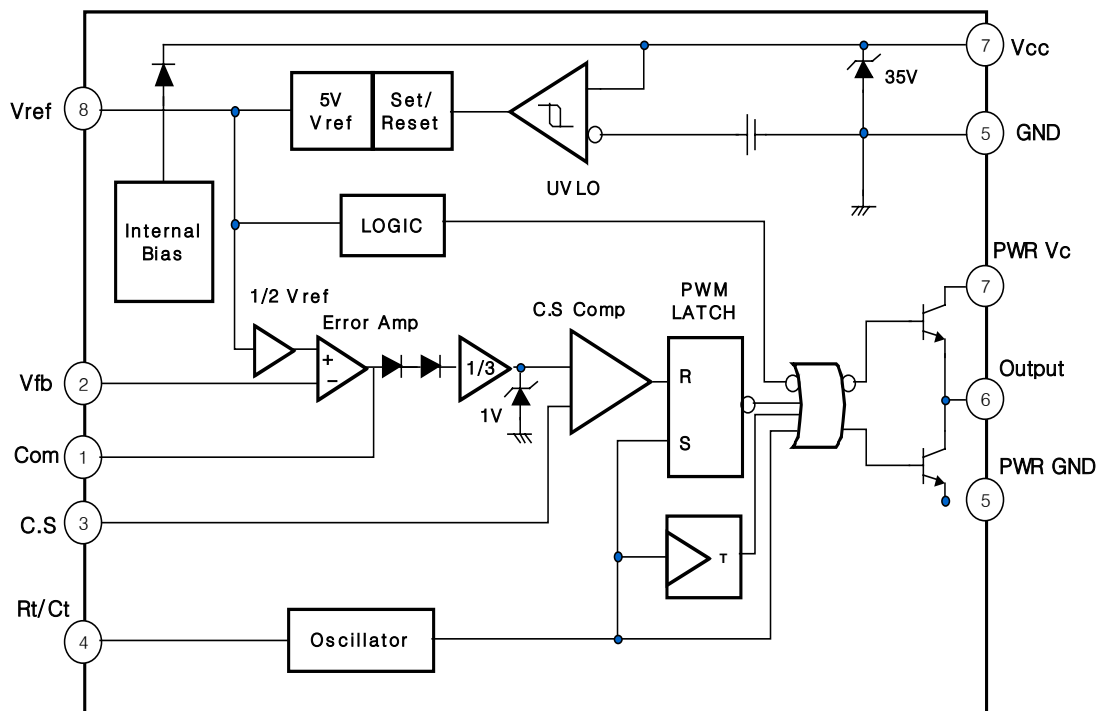 7
Vcc
35V
Vref
8
5V
Vref
Set/
Reset
5
GND
UVLO
Internal
Bias
LOGIC
PWR Vc
7
1/2 Vref
Error Amp
C.S Comp
PWM
LATCH
+
−
1/3
1V
R
S
Output
6
Vfb
2
Com
1
PWR GND
5
C.S
3
T
Rt/Ct
4
Oscillator